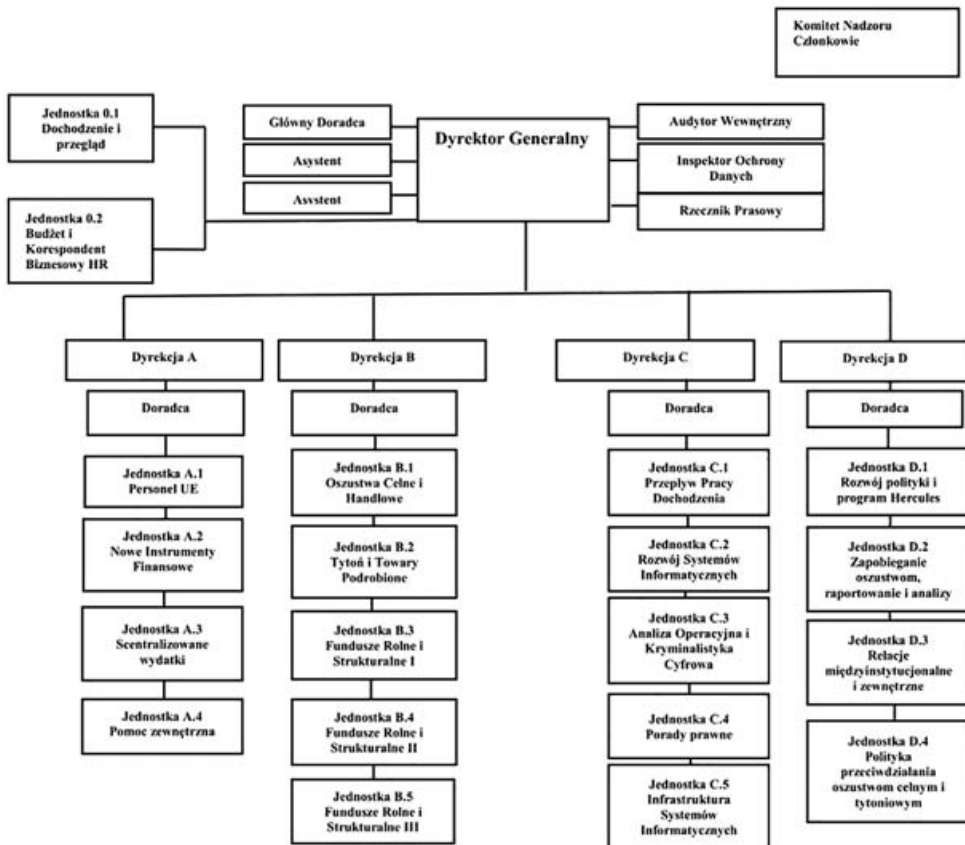 Komitet Nadzoru
Członkowie
Jednostka 0.1
Dochodzenie i
przegląd
Jednostka 0.2
Budżet i
Korespondent
Biznesowy HR
Główny Doradca
Asystent
Asystent
Dyrektor Generalny
Audytor Wewnętrzny
Inspektor Ochrony
Danych
Rzecznik Prasowy
Dyrekcja A
Doradca
Jednostka A.1
Personel UE
Jednostka A.2
Nowe Instrumenty
Finansowe
Jednostka A.3
Scentralizowane
wydatki
Jednostka A.4
Pomoc zewnętrzna
Dyrekcja B
Doradca
Jednostka B.1
Oszustwa Celne i
Handlowe
Jednostka B.2
Tytoń i Towary
Podrobione
Jednostka B.3
Fundusze Rolne i
Strukturalne I
Jednostka B.4
Fundusze Rolne i
Strukturalne II
Jednostka B.5
Fundusze Rolne i
Strukturalne III
Dyrekcja C
Doradca
Jednostka C.1
Przepływ Pracy
Dochodzenia
Jednostka C.2
Rozwój Systemów
Informatycznych
Jednostka C.3
Analiza Operacyjna i
Kryminalistyka
Cyfrowa
Jednostka C.4
Porady prawne
Jednostka C.5
Infrastruktura
Systemów
Informatycznych
Dyrekcja D
Doradca
Jednostka D.1
Rozwój polityki i
program Hercules
Jednostka D.2
Zapobieganie
oszustwom,
raportowanie i analizy
Jednostka D.3
Relacje
międzyinstytucjonalne
i zewnętrzne
Jednostka D.4
Polityka
przeciwdziałania
oszustwom celnym i
tytoniowym